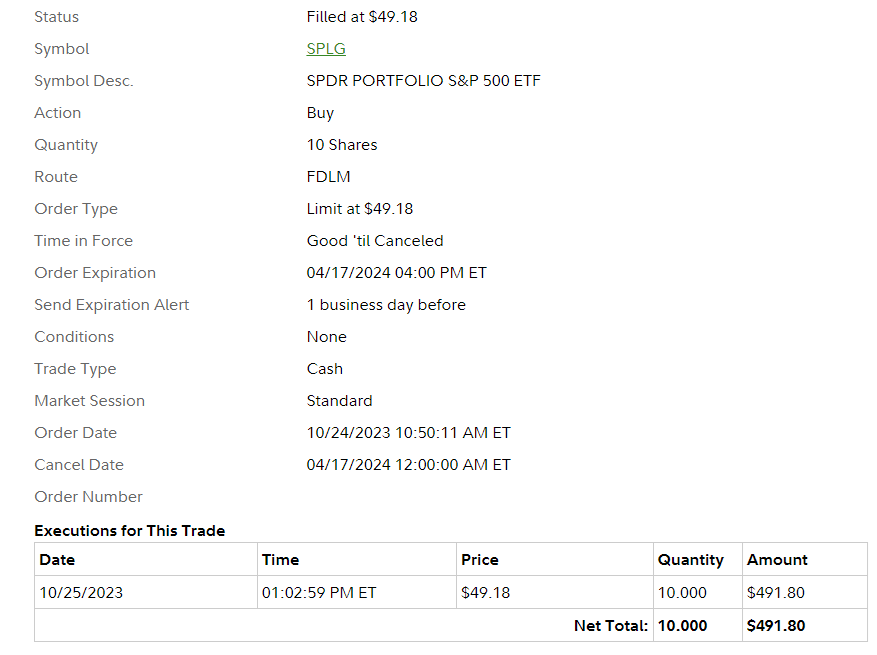 Status Filled at $49.18
Symbol SPLG
Symbol Desc. SPDR PORTFOLIO S&P 500 ETF
Action Buy
Quantity 10 Shares
Route FDLM
Order Type Limit at $49.18
Time in Force Good 'til Canceled
Order Expiration 04/17/2024 04:00 PM ET
Send Expiration Alert 1 business day before
Conditions None
Trade Type Cash
Market Session Standard
Order Date 10/24/2023 10:50:11 AM ET
Cancel Date 04/17/2024 12:00:00 AM ET
Order Number
Executions for This Trade
Date Time Price Quantity Amount
10/25/2023 01:02:59 PM ET $49.18 10.000 $491.80
Net Total: 10.000 $491.80